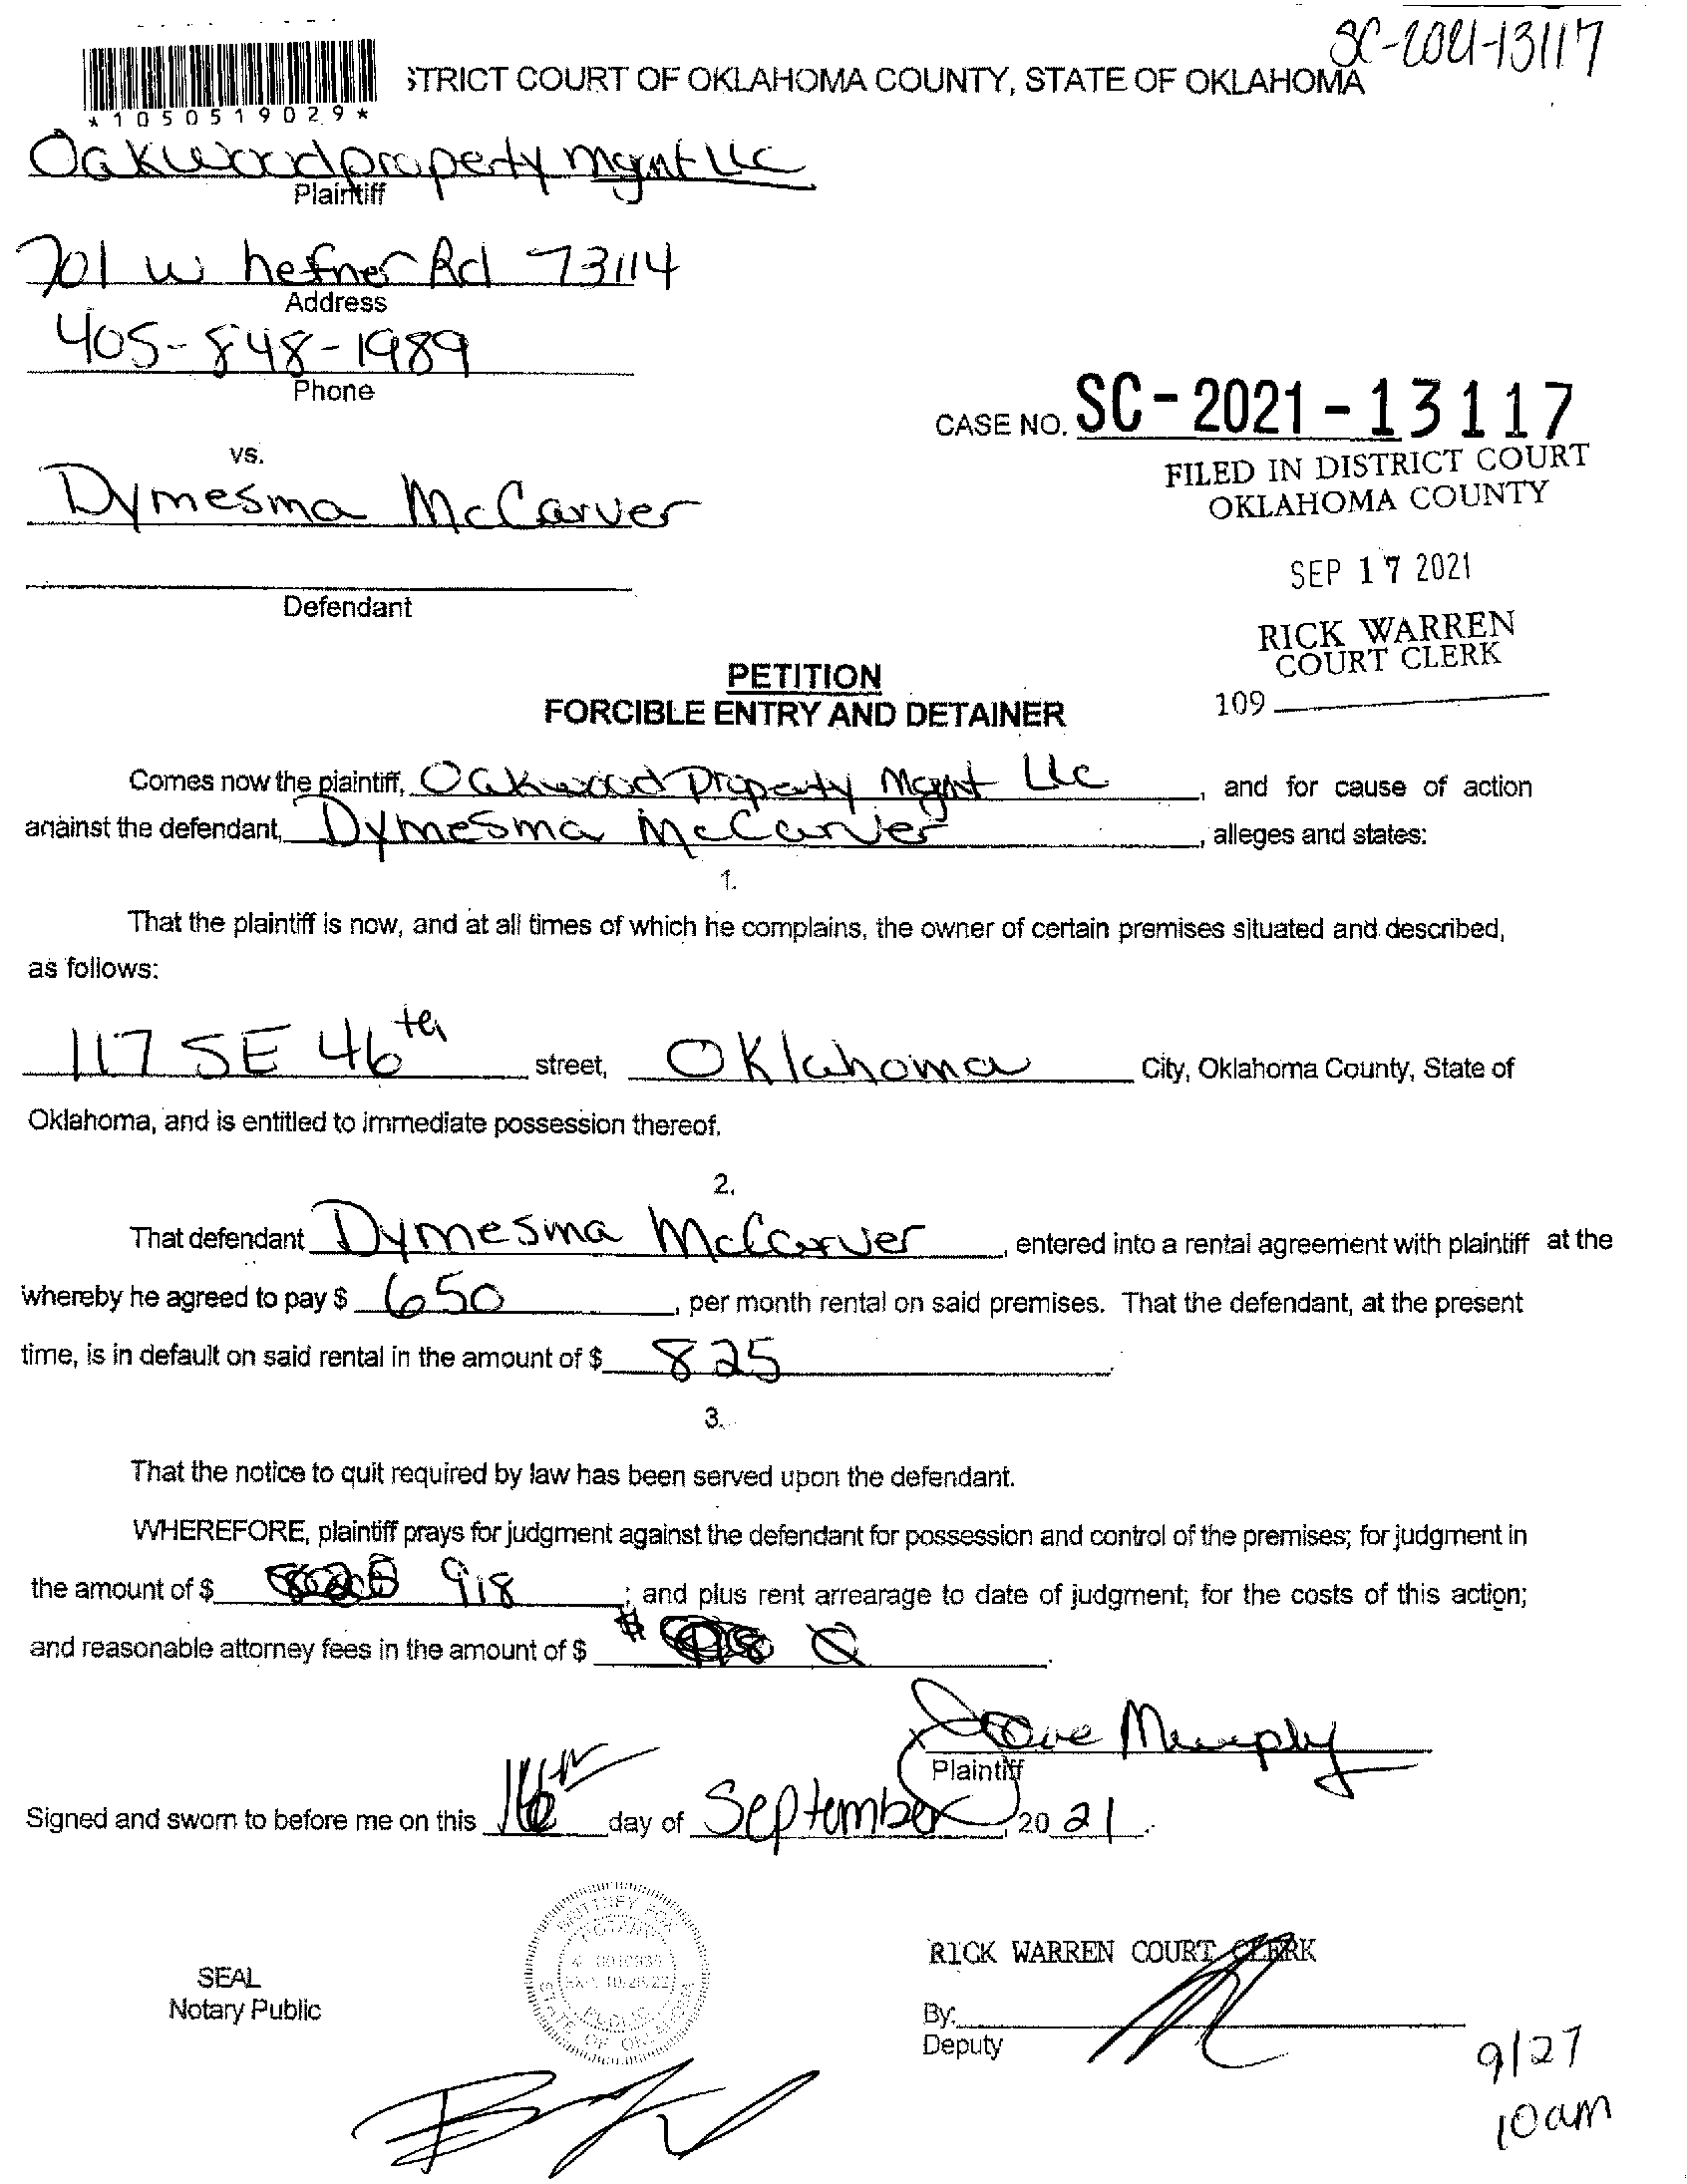 SC-2021-13117
STRICT COURT OF OKLAHOMA COUNTY, STATE OF OKLAHOMA
*1050519029*
Oakwood property mgmt LLC
Plaintiff
701 W hefner Rd 73114
Address
405-848-1989
Phone
CASE NO. SC-2021-13117
FILED IN DISTRICT COURT
OKLAHOMA COUNTY
vs.
Dymesma McCarver
SEP 17 2021
Defendant
RICK WARREN
COURT CLERK
109
PETITION
FORCIBLE ENTRY AND DETAINER
Comes now the plaintiff, Oakwood Property Mgmt LLC, and for cause of action
against the defendant, Dymesma McCarver, alleges and states:
1.
That the plaintiff is now, and at all times of which he complains, the owner of certain premises situated and described,
as follows:
117 SE 46th street, Oklahoma City, Oklahoma County, State of
Oklahoma, and is entitled to immediate possession thereof.
2.
That defendant Dymesma McCarver, entered into a rental agreement with plaintiff at the
whereby he agreed to pay $ 650, per month rental on said premises. That the defendant, at the present
time, is in default on said rental in the amount of $ 825.
3.
That the notice to quit required by law has been served upon the defendant.
WHEREFORE, plaintiff prays for judgment against the defendant for possession and control of the premises; for judgment in
the amount of $ 918; and plus rent arrearage to date of judgment; for the costs of this action;
and reasonable attorney fees in the amount of $
Murphy
Plaintiff
Signed and sworn to before me on this 16th day of September, 20 21.
BRITTNEY FOX
NOTARY
PUBLIC
STATE OF OKLAHOMA
SEAL
Notary Public
RICK WARREN COURT CLERK
By:
Deputy
9/27
10am